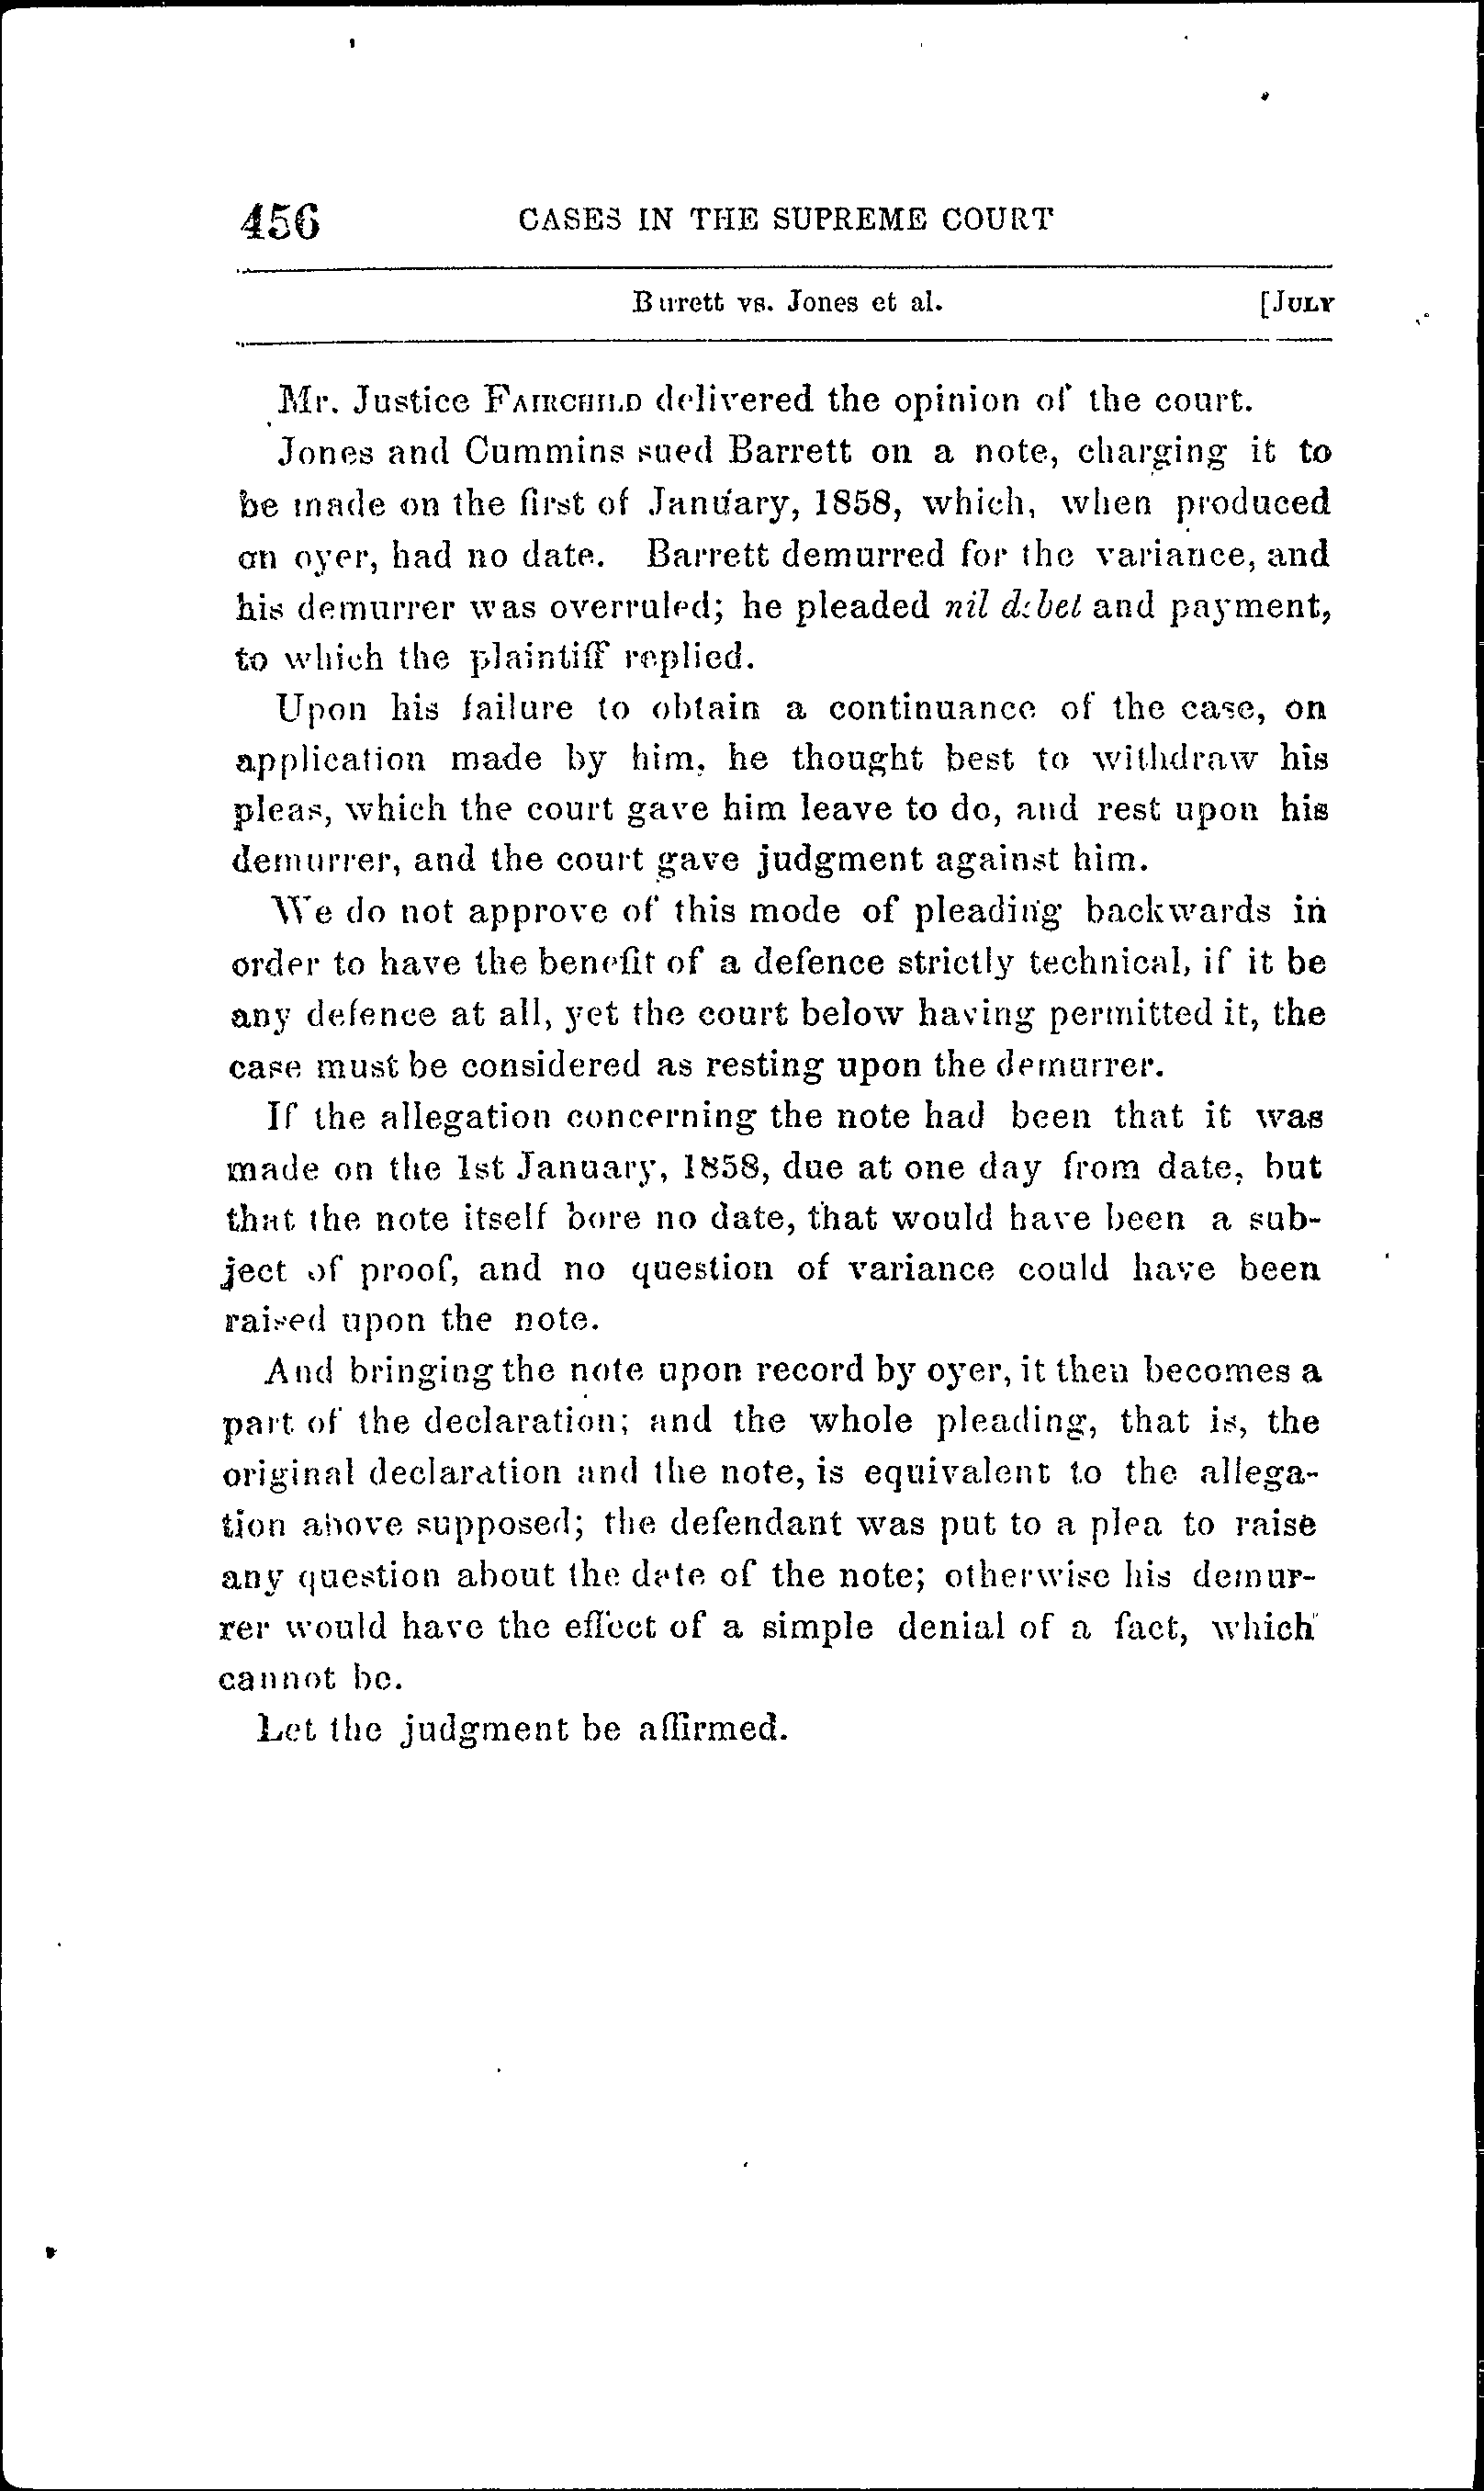 456 CASES IN THE SUPREME COURT
Burett vs. Jones et al. [JULY
Mr. Justice FAIRCHILD delivered the opinion of the court.
Jones and Cummins sued Barrett on a note, charging it to
be made on the first of January, 1858, which, when produced
on oyer, had no date. Barrett demurred for the variance, and
his demurrer was overruled; he pleaded nil debet and payment,
to which the plaintiff replied.
Upon his failure to obtain a continuance of the case, on
application made by him, he thought best to withdraw his
pleas, which the court gave him leave to do, and rest upon his
demurrer, and the court gave judgment against him.
We do not approve of this mode of pleading backwards in
order to have the benefit of a defence strictly technical, if it be
any defence at all, yet the court below having permitted it, the
case must be considered as resting upon the demurrer.
If the allegation concerning the note had been that it was
made on the 1st January, 1858, due at one day from date, but
that the note itself bore no date, that would have been a sub-
ject of proof, and no question of variance could have been
raised upon the note.
And bringing the note upon record by oyer, it then becomes a
part of the declaration; and the whole pleading, that is, the
original declaration and the note, is equivalent to the allega-
tion above supposed; the defendant was put to a plea to raise
any question about the date of the note; otherwise his demur-
rer would have the effect of a simple denial of a fact, which
cannot be.
Let the judgment be affirmed.